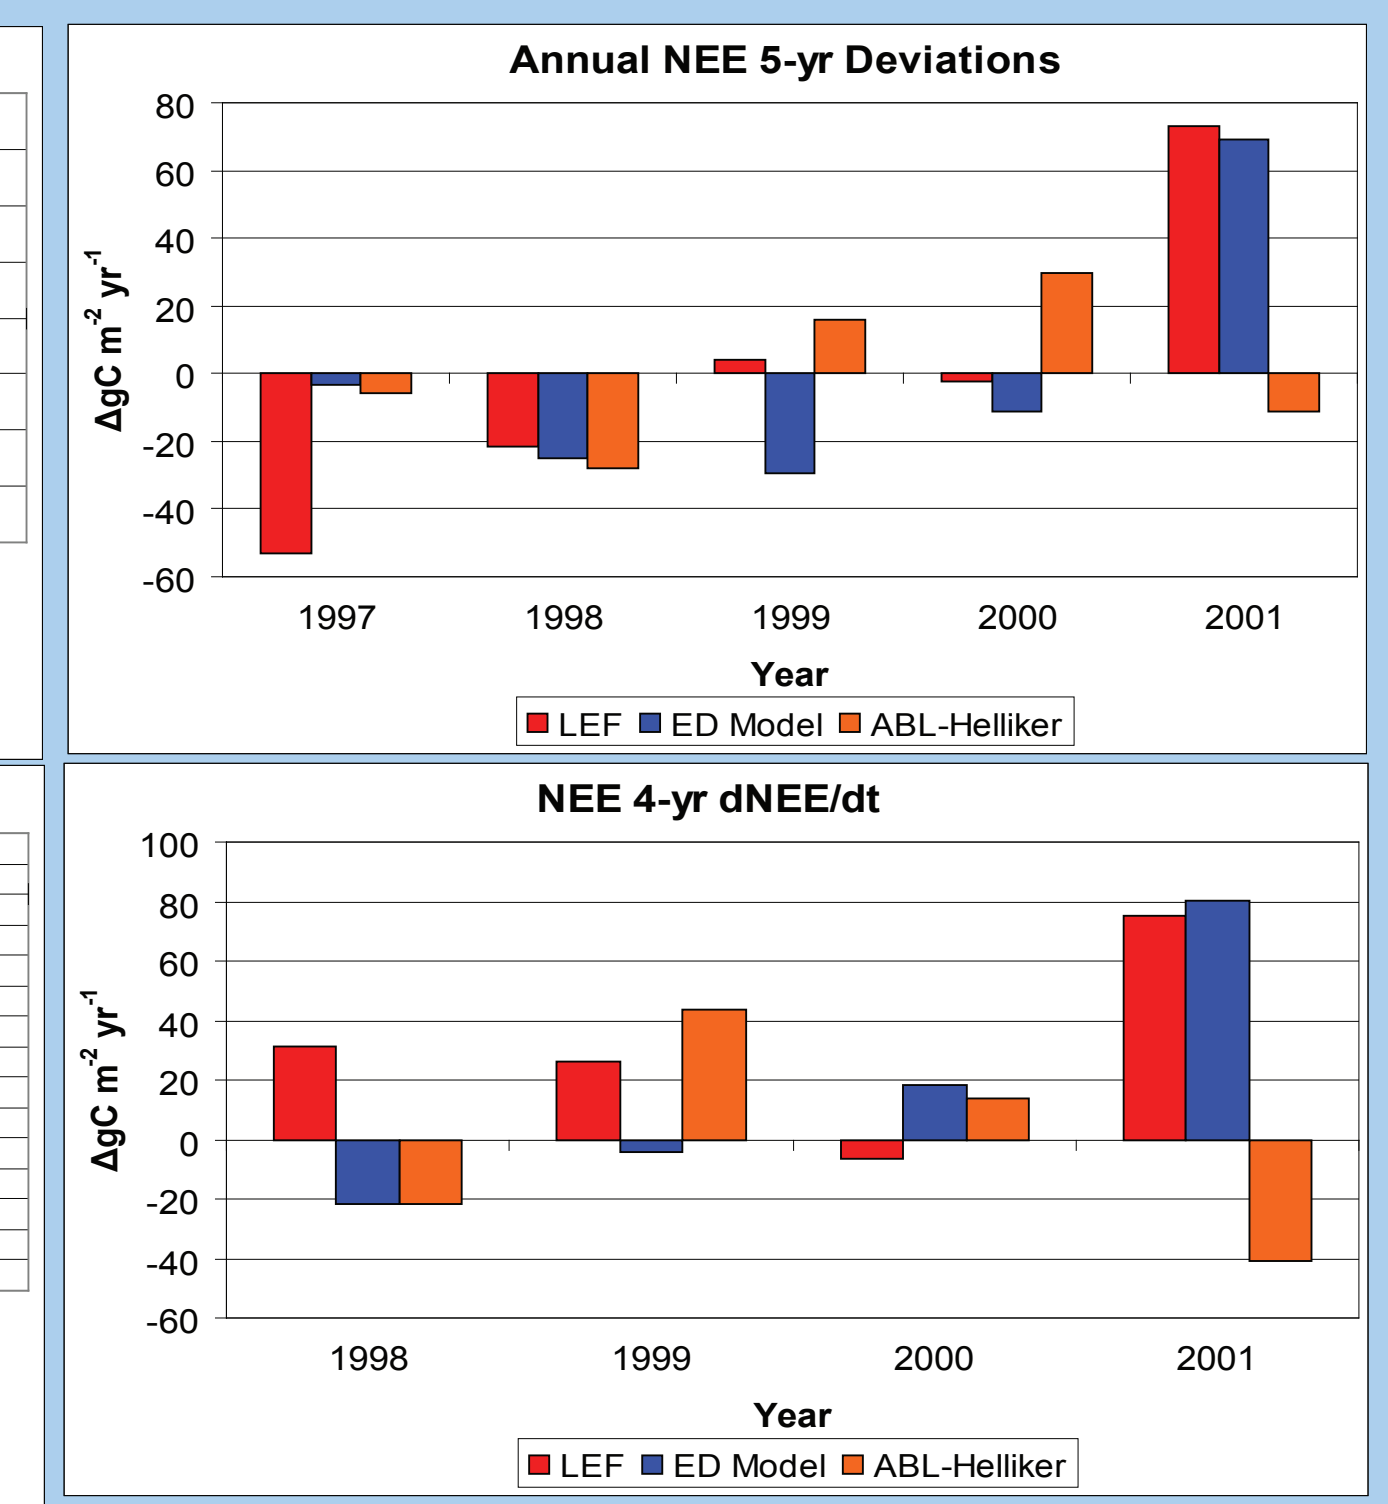 Annual NEE 5-yr Deviations
80
60
40
20
0
-20
-40
-60
ΔgC m⁻² yr⁻¹
1997 1998 1999 2000 2001
Year
LEF ED Model ABL-Helliker
NEE 4-yr dNEE/dt
100
80
60
40
20
0
-20
-40
-60
ΔgC m⁻² yr⁻¹
1998 1999 2000 2001
Year
LEF ED Model ABL-Helliker